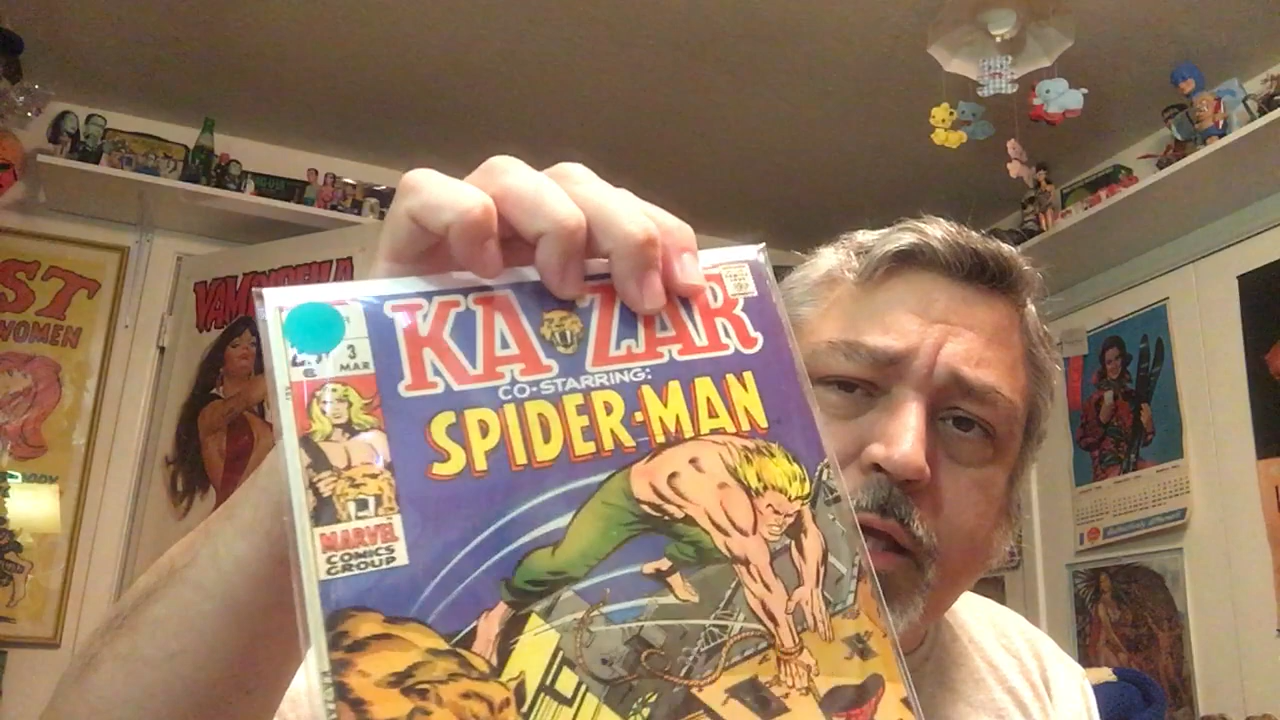 ST
WOMEN
VAMPIRELLA
KA-ZAR
3
MAR
CO-STARRING:
SPIDER-MAN
MARVEL
COMICS
GROUP